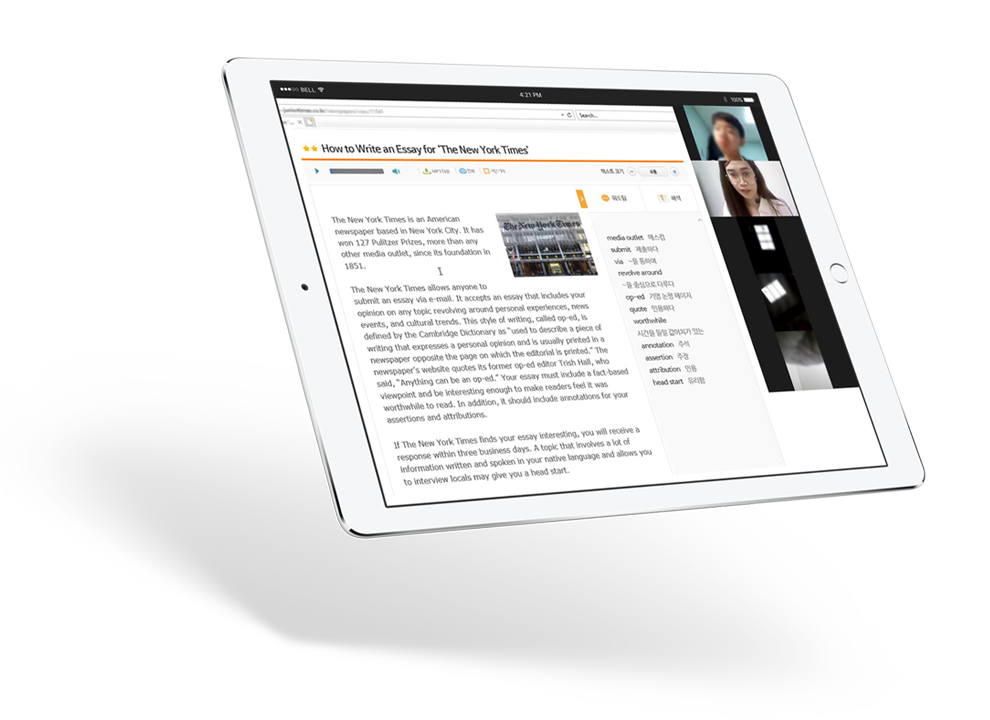 BELL
4:21 PM
100%
Search...
How to Write an Essay for 'The New York Times'
텍스트 크기
보통
워드팁
해석
The New York Times is an American
newspaper based in New York City. It has
won 127 Pulitzer Prizes, more than any
other media outlet, since its foundation in
1851.
The New York Times
The New York Times allows anyone to
submit an essay via e-mail. It accepts an essay that includes your
opinion on any topic revolving around personal experiences, news
events, and cultural trends. This style of writing, called op-ed, is
defined by the Cambridge Dictionary as "used to describe a piece of
writing that expresses a personal opinion and is usually printed in a
newspaper opposite the page on which the editorial is printed." The
newspaper's website quotes its former op-ed editor Trish Hall, who
said, "Anything can be an op-ed." Your essay must include a fact-based
viewpoint and be interesting enough to make readers feel it was
worthwhile to read. In addition, it should include annotations for your
assertions and attributions.
If The New York Times finds your essay interesting, you will receive a
response within three business days. A topic that involves a lot of
information written and spoken in your native language and allows you
to interview locals may give you a head start.
media outlet 매스컴
submit 제출하다
via ~을 통하여
revolve around
~을 중심으로 다루다
op-ed 기명 논평 페이지
quote 인용하다
worthwhile
시간을 들일 값어치가 있는
annotation 주석
assertion 주장
attribution 인용
head start 유리함